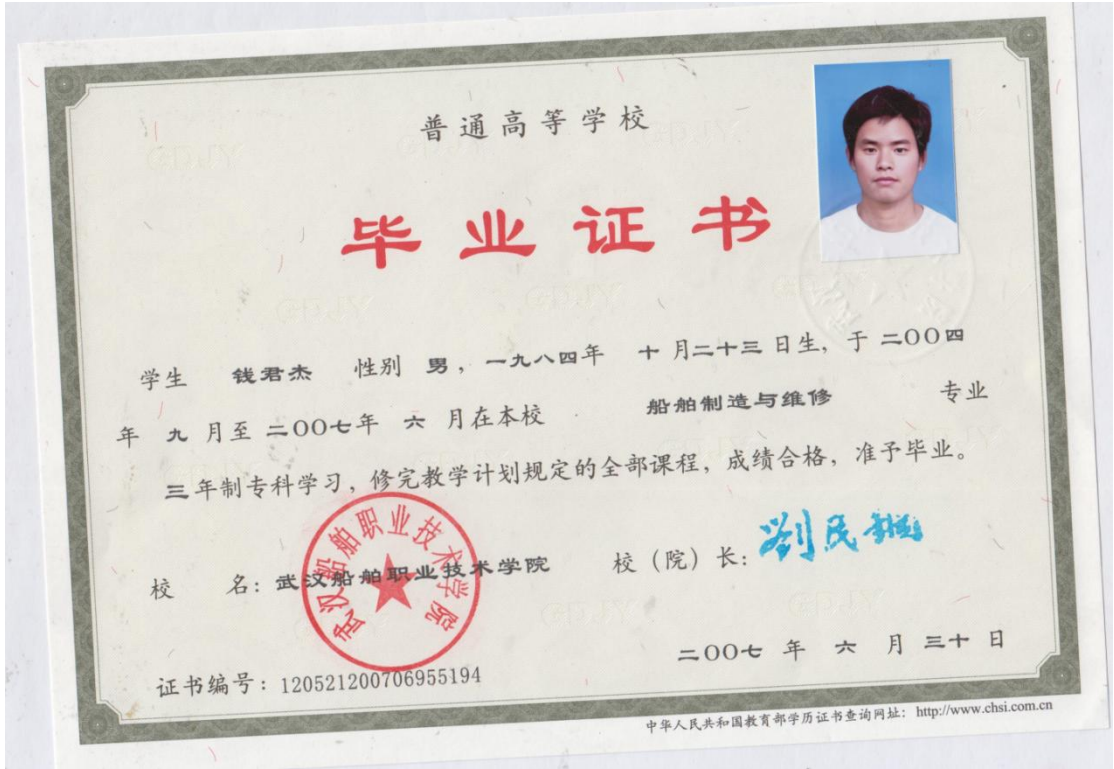 普通高等学校
毕业证书
学生 钱君杰 性别 男，一九八四年 十 月二十三 日生，于 二〇〇四
年 九 月至 二〇〇七年 六 月在本校 船舶制造与维修 专业
三年制专科学习，修完教学计划规定的全部课程，成绩合格，准予毕业。
武汉船舶职业技术学院
校 名：武汉船舶职业技术学院 校（院）长：
二〇〇七 年 六 月 三十 日
证书编号：120521200706955194
中华人民共和国教育部学历证书查询网址：http://www.chsi.com.cn